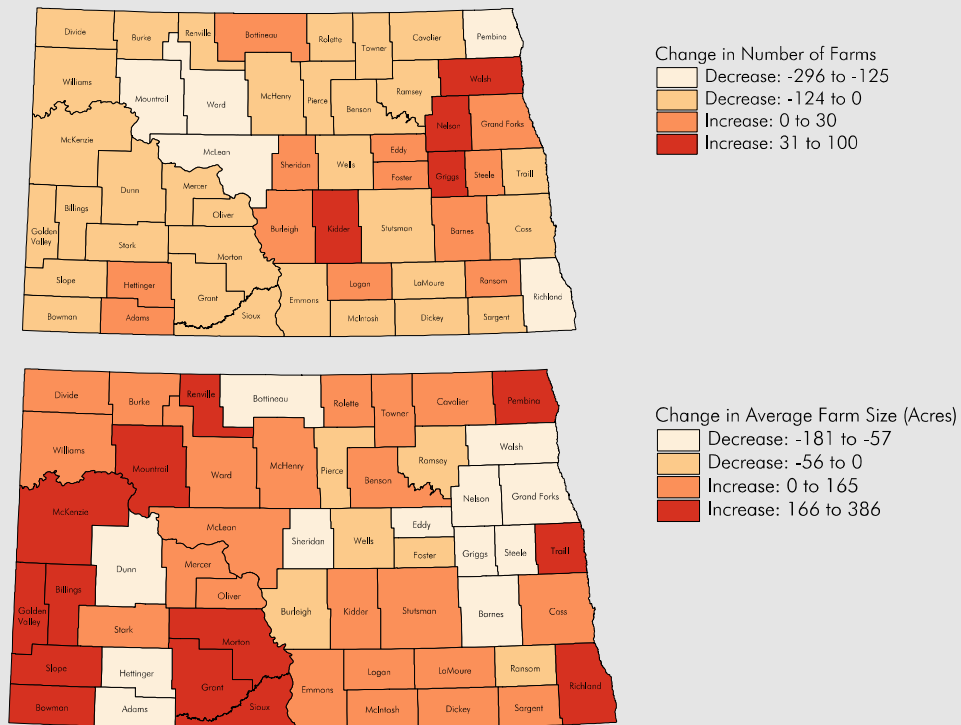 Divide
Burke
Renville
Bottineau
Rolette
Towner
Cavalier
Pembina
Williams
Mountrail
Ward
McHenry
Pierce
Benson
Ramsey
Walsh
McKenzie
McLean
Sheridan
Wells
Eddy
Foster
Nelson
Grand Forks
Griggs
Steele
Traill
Dunn
Mercer
Oliver
Billings
Golden
Valley
Stark
Morton
Burleigh
Kidder
Stutsman
Barnes
Cass
Slope
Hettinger
Grant
Bowman
Adams
Sioux
Emmons
Logan
LaMoure
Ransom
Richland
McIntosh
Dickey
Sargent
Change in Number of Farms
Decrease: -296 to -125
Decrease: -124 to 0
Increase: 0 to 30
Increase: 31 to 100
Divide
Burke
Renville
Bottineau
Rolette
Towner
Cavalier
Pembina
Williams
Mountrail
Ward
McHenry
Pierce
Benson
Ramsey
Walsh
McKenzie
McLean
Sheridan
Wells
Eddy
Foster
Nelson
Grand Forks
Griggs
Steele
Traill
Dunn
Mercer
Oliver
Billings
Golden
Valley
Stark
Morton
Burleigh
Kidder
Stutsman
Barnes
Cass
Slope
Hettinger
Grant
Bowman
Adams
Sioux
Emmons
Logan
LaMoure
Ransom
Richland
McIntosh
Dickey
Sargent
Change in Average Farm Size (Acres)
Decrease: -181 to -57
Decrease: -56 to 0
Increase: 0 to 165
Increase: 166 to 386